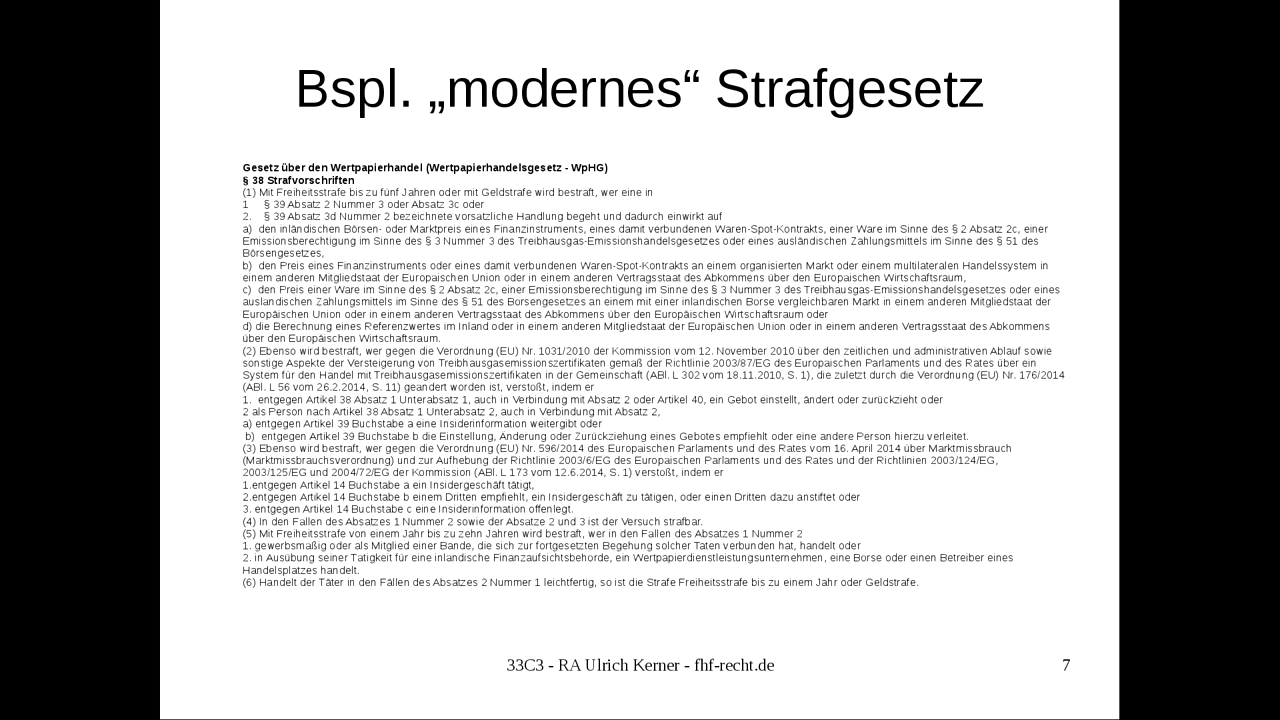 Bspl. „modernes“ Strafgesetz
Gesetz über den Wertpapierhandel (Wertpapierhandelsgesetz - WpHG)
§ 38 Strafvorschriften
(1) Mit Freiheitsstrafe bis zu fünf Jahren oder mit Geldstrafe wird bestraft, wer eine in
1 § 39 Absatz 2 Nummer 3 oder Absatz 3c oder
2. § 39 Absatz 3d Nummer 2 bezeichnete vorsätzliche Handlung begeht und dadurch einwirkt auf
a) den inländischen Börsen- oder Marktpreis eines Finanzinstruments, eines damit verbundenen Waren-Spot-Kontrakts, einer Ware im Sinne des § 2 Absatz 2c, einer
Emissionsberechtigung im Sinne des § 3 Nummer 3 des Treibhausgas-Emissionshandelsgesetzes oder eines ausländischen Zahlungsmittels im Sinne des § 51 des
Börsengesetzes,
b) den Preis eines Finanzinstruments oder eines damit verbundenen Waren-Spot-Kontrakts an einem organisierten Markt oder einem multilateralen Handelssystem in
einem anderen Mitgliedstaat der Europäischen Union oder in einem anderen Vertragsstaat des Abkommens über den Europäischen Wirtschaftsraum,
c) den Preis einer Ware im Sinne des § 2 Absatz 2c, einer Emissionsberechtigung im Sinne des § 3 Nummer 3 des Treibhausgas-Emissionshandelsgesetzes oder eines
ausländischen Zahlungsmittels im Sinne des § 51 des Börsengesetzes an einem mit einer inländischen Börse vergleichbaren Markt in einem anderen Mitgliedstaat der
Europäischen Union oder in einem anderen Vertragsstaat des Abkommens über den Europäischen Wirtschaftsraum oder
d) die Berechnung eines Referenzwertes im Inland oder in einem anderen Mitgliedstaat der Europäischen Union oder in einem anderen Vertragsstaat des Abkommens
über den Europäischen Wirtschaftsraum.
(2) Ebenso wird bestraft, wer gegen die Verordnung (EU) Nr. 1031/2010 der Kommission vom 12. November 2010 über den zeitlichen und administrativen Ablauf sowie
sonstige Aspekte der Versteigerung von Treibhausgasemissionszertifikaten gemäß der Richtlinie 2003/87/EG des Europäischen Parlaments und des Rates über ein
System für den Handel mit Treibhausgasemissionszertifikaten in der Gemeinschaft (ABl. L 302 vom 18.11.2010, S. 1), die zuletzt durch die Verordnung (EU) Nr. 176/2014
(ABl. L 56 vom 26.2.2014, S. 11) geändert worden ist, verstößt, indem er
1. entgegen Artikel 38 Absatz 1 Unterabsatz 1, auch in Verbindung mit Absatz 2 oder Artikel 40, ein Gebot einstellt, ändert oder zurückzieht oder
2 als Person nach Artikel 38 Absatz 1 Unterabsatz 2, auch in Verbindung mit Absatz 2,
a) entgegen Artikel 39 Buchstabe a eine Insiderinformation weitergibt oder
b) entgegen Artikel 39 Buchstabe b die Einstellung, Änderung oder Zurückziehung eines Gebotes empfiehlt oder eine andere Person hierzu verleitet.
(3) Ebenso wird bestraft, wer gegen die Verordnung (EU) Nr. 596/2014 des Europäischen Parlaments und des Rates vom 16. April 2014 über Marktmissbrauch
(Marktmissbrauchsverordnung) und zur Aufhebung der Richtlinie 2003/6/EG des Europäischen Parlaments und des Rates und der Richtlinien 2003/124/EG,
2003/125/EG und 2004/72/EG der Kommission (ABl. L 173 vom 12.6.2014, S. 1) verstößt, indem er
1.entgegen Artikel 14 Buchstabe a ein Insidergeschäft tätigt,
2.entgegen Artikel 14 Buchstabe b einem Dritten empfiehlt, ein Insidergeschäft zu tätigen, oder einen Dritten dazu anstiftet oder
3. entgegen Artikel 14 Buchstabe c eine Insiderinformation offenlegt.
(4) In den Fällen des Absatzes 1 Nummer 2 sowie der Absätze 2 und 3 ist der Versuch strafbar.
(5) Mit Freiheitsstrafe von einem Jahr bis zu zehn Jahren wird bestraft, wer in den Fällen des Absatzes 1 Nummer 2
1. gewerbsmäßig oder als Mitglied einer Bande, die sich zur fortgesetzten Begehung solcher Taten verbunden hat, handelt oder
2. in Ausübung seiner Tätigkeit für eine inländische Finanzaufsichtsbehörde, ein Wertpapierdienstleistungsunternehmen, eine Börse oder einen Betreiber eines
Handelsplatzes handelt.
(6) Handelt der Täter in den Fällen des Absatzes 2 Nummer 1 leichtfertig, so ist die Strafe Freiheitsstrafe bis zu einem Jahr oder Geldstrafe.
33C3 - RA Ulrich Kerner - fhf-recht.de
7